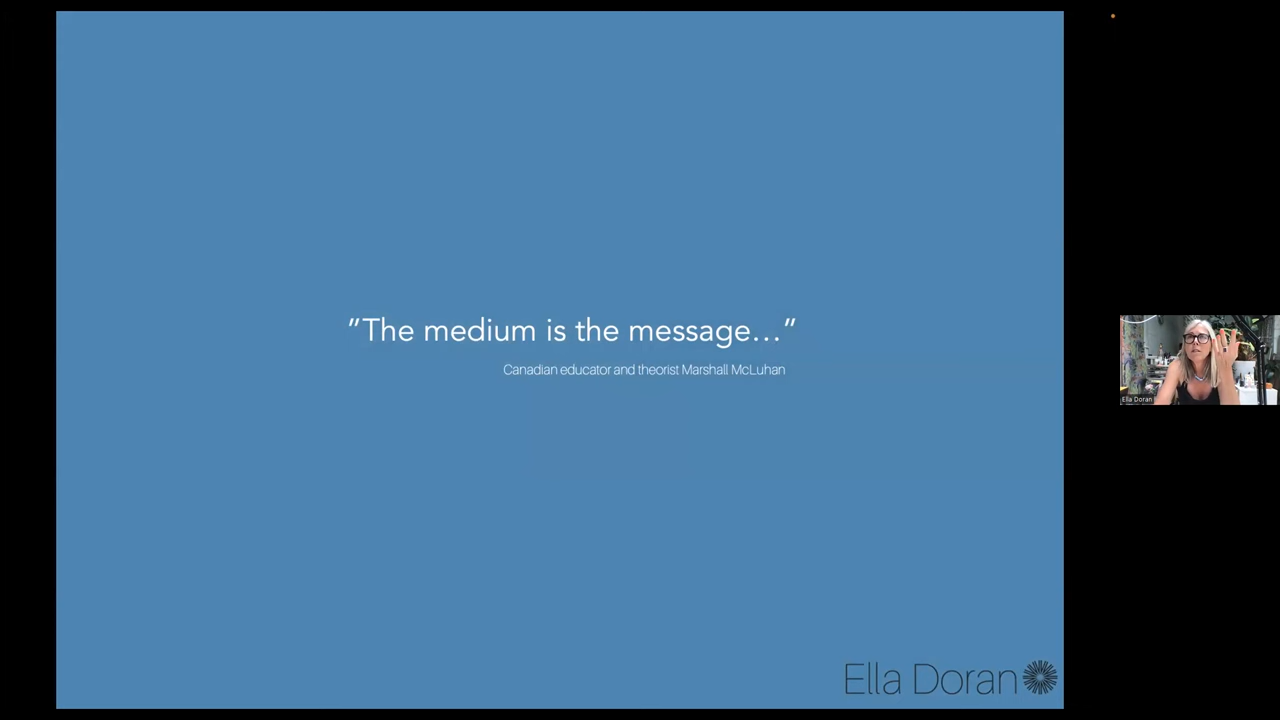 ”The medium is the message...”
Canadian educator and theorist Marshall McLuhan
Ella Doran
Ella Doran